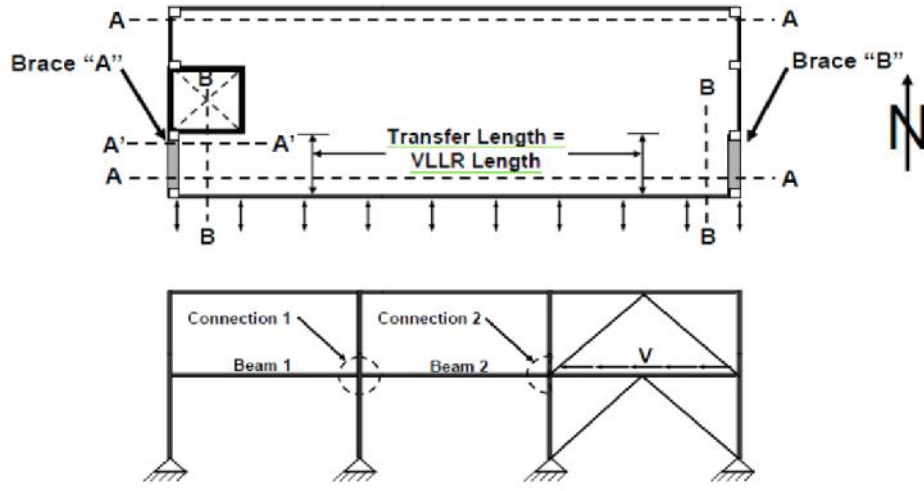 A A
Brace “A” Brace “B”
B B
N
Transfer Length =
VLLR Length
A' A'
A A
B B
Connection 1 Connection 2
V
Beam 1 Beam 2